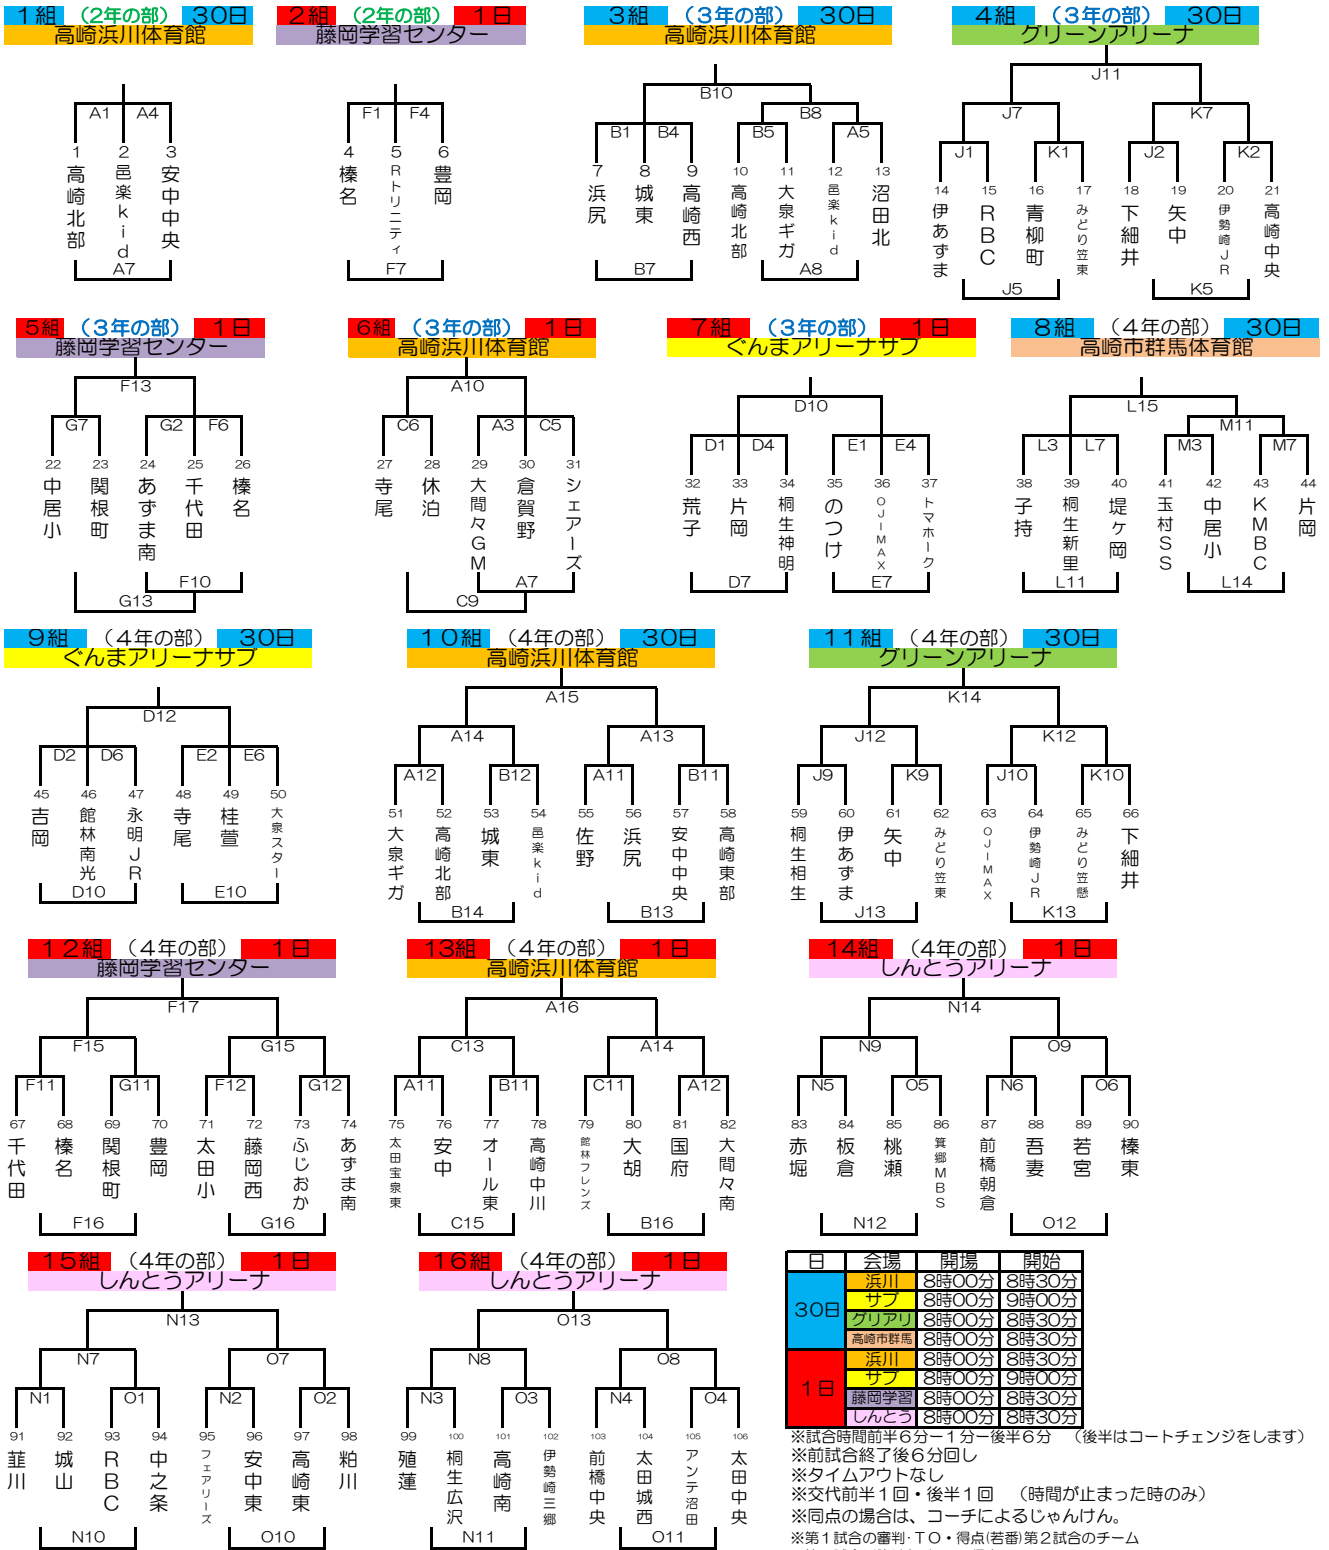 1組 （2年の部） 30日
高崎浜川体育館
A1 A4
1 高崎北部
2 邑楽kid
3 安中中央
A7
2組 （2年の部） 1日
藤岡学習センター
F1 F4
4 榛名
5 Rトリニティ
6 豊岡
F7
3組 （3年の部） 30日
高崎浜川体育館
B10
B8
B1 B4 B5 A5
7 浜尻
8 城東
9 高崎西
10 高崎北部
11 大泉ギガ
12 邑楽kid
13 沼田北
B7 A8
4組 （3年の部） 30日
グリーンアリーナ
J11
J7 K7
J1 K1 J2 K2
14 伊あずま
15 RBC
16 青柳町
17 みどり笠東
18 下細井
19 矢中
20 伊勢崎JR
21 高崎中央
J5 K5
5組 （3年の部） 1日
藤岡学習センター
F13
G7 G2 F6
22 中居小
23 関根町
24 あずま南
25 千代田
26 榛名
F10
G13
6組 （3年の部） 1日
高崎浜川体育館
A10
C6 A3 C5
27 寺尾
28 休泊
29 大間々GM
30 倉賀野
31 シェアーズ
A7
C9
7組 （3年の部） 1日
ぐんまアリーナサブ
D10
D1 D4 E1 E4
32 荒子
33 片岡
34 桐生神明
35 のつけ
36 OJIMAX
37 トマホーク
D7 E7
8組 （4年の部） 30日
高崎市群馬体育館
L15
M11
L3 L7 M3 M7
38 子持
39 桐生新里
40 堤ヶ岡
41 玉村SS
42 中居小
43 KMBC
44 片岡
L11 L14
9組 （4年の部） 30日
ぐんまアリーナサブ
D12
D2 D6 E2 E6
45 吉岡
46 館林南光
47 永明JR
48 寺尾
49 桂萱
50 大泉スター
D10 E10
10組 （4年の部） 30日
高崎浜川体育館
A15
A14 A13
A12 B12 A11 B11
51 大泉ギガ
52 高崎北部
53 城東
54 邑楽kid
55 佐野
56 浜尻
57 安中中央
58 高崎東部
B14 B13
11組 （4年の部） 30日
グリーンアリーナ
K14
J12 K12
J9 K9 J10 K10
59 桐生相生
60 伊あずま
61 矢中
62 みどり笠東
63 OJIMAX
64 伊勢崎JR
65 みどり笠懸
66 下細井
J13 K13
12組 （4年の部） 1日
藤岡学習センター
F17
F15 G15
F11 G11 F12 G12
67 千代田
68 榛名
69 関根町
70 豊岡
71 太田小
72 藤岡西
73 ふじおか
74 あずま南
F16 G16
13組 （4年の部） 1日
高崎浜川体育館
A16
C13 A14
A11 B11 C11 A12
75 太田宝泉東
76 安中
77 オール東
78 高崎中川
79 館林フレンズ
80 大胡
81 国府
82 大間々南
C15 B16
14組 （4年の部） 1日
しんとうアリーナ
N14
N9 O9
N5 O5 N6 O6
83 赤堀
84 板倉
85 桃瀬
86 箕郷MBS
87 前橋朝倉
88 吾妻
89 若宮
90 榛東
N12 O12
15組 （4年の部） 1日
しんとうアリーナ
N13
N7 O7
N1 O1 N2 O2
91 韮川
92 城山
93 RBC
94 中之条
95 フェアリーズ
96 安中東
97 高崎東
98 粕川
N10 O10
16組 （4年の部） 1日
しんとうアリーナ
O13
N8 O8
N3 O3 N4 O4
99 殖蓮
100 桐生広沢
101 高崎南
102 伊勢崎三郷
103 前橋中央
104 太田城西
105 アンテ沼田
106 太田中央
N11 O11
日 会場 開場 開始
30日
浜川 8時00分 8時30分
サブ 8時00分 9時00分
グリアリ 8時00分 8時30分
高崎市群馬 8時00分 8時30分
1日
浜川 8時00分 8時30分
サブ 8時00分 9時00分
藤岡学習 8時00分 8時30分
しんとう 8時00分 8時30分
※試合時間前半6分ー1分ー後半6分 （後半はコートチェンジをします）
※前試合終了後6分回し
※タイムアウトなし
※交代前半1回・後半1回 （時間が止まった時のみ）
※同点の場合は、コーチによるじゃんけん。
※第1試合の審判・TO・得点(若番)第2試合のチーム